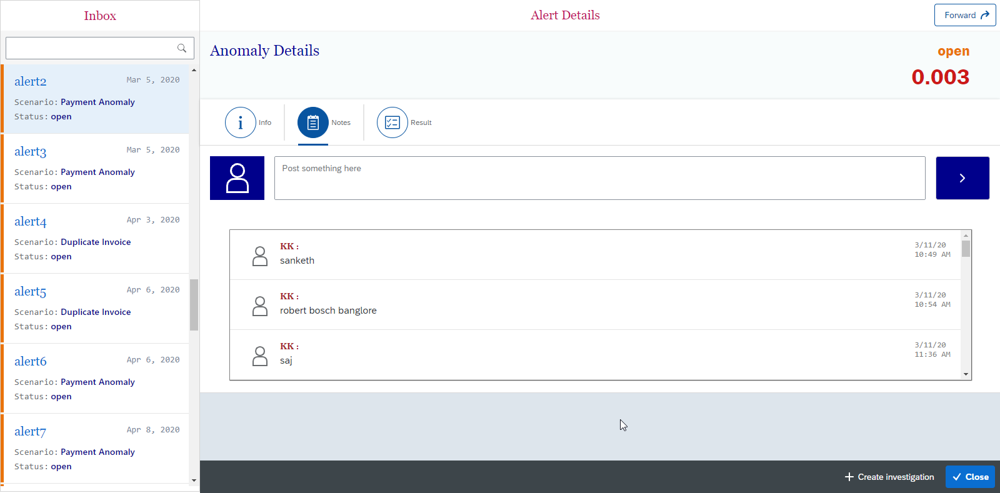 Inbox
alert2 Mar 5, 2020
Scenario: Payment Anomaly
Status: open
alert3 Mar 5, 2020
Scenario: Payment Anomaly
Status: open
alert4 Apr 3, 2020
Scenario: Duplicate Invoice
Status: open
alert5 Apr 6, 2020
Scenario: Duplicate Invoice
Status: open
alert6 Apr 6, 2020
Scenario: Payment Anomaly
Status: open
alert7 Apr 8, 2020
Scenario: Payment Anomaly
Status: open
Alert Details
Forward
Anomaly Details
open
0.003
Info
Notes
Result
Post something here
KK :
sanketh
3/11/20
10:49 AM
KK :
robert bosch banglore
3/11/20
10:54 AM
KK :
saj
3/11/20
11:36 AM
Create investigation
Close